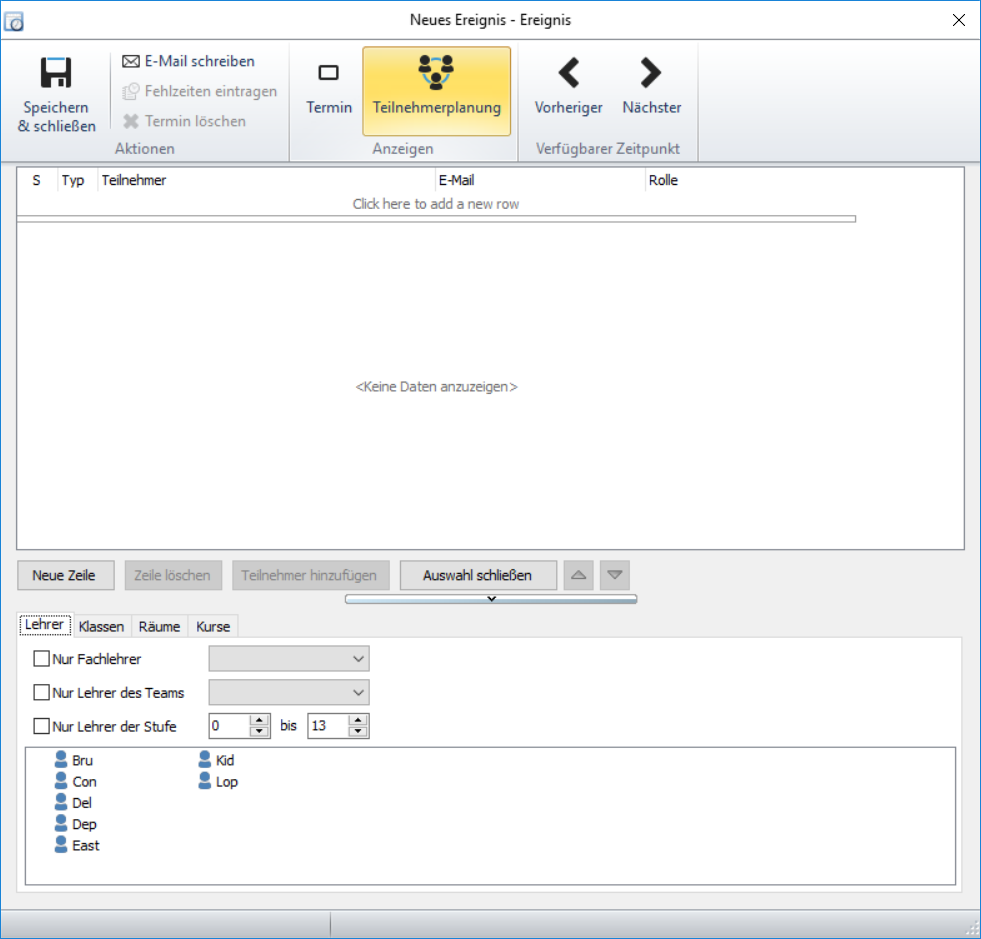 Neues Ereignis - Ereignis
Speichern
& schließen
E-Mail schreiben
Fehlzeiten eintragen
Termin löschen
Aktionen
Termin
Teilnehmerplanung
Anzeigen
Vorheriger
Nächster
Verfügbarer Zeitpunkt
S Typ Teilnehmer E-Mail Rolle
Click here to add a new row
<Keine Daten anzuzeigen>
Neue Zeile Zeile löschen Teilnehmer hinzufügen Auswahl schließen
Lehrer Klassen Räume Kurse
Nur Fachlehrer
Nur Lehrer des Teams
Nur Lehrer der Stufe 0 bis 13
Bru Kid
Con Lop
Del
Dep
East